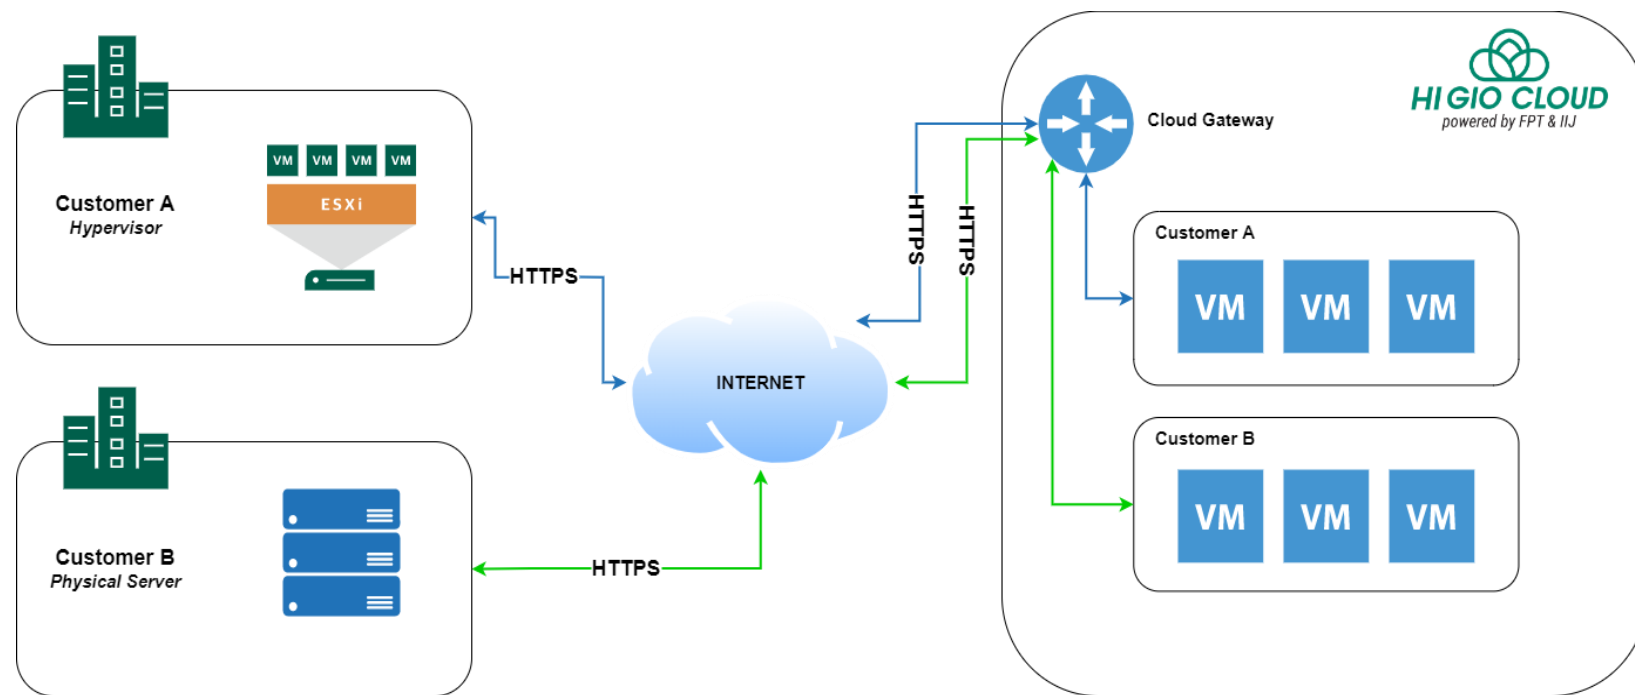 Customer A
Hypervisor
VM VM VM VM
ESXi
HTTPS
Customer B
Physical Server
HTTPS
INTERNET
HTTPS
HTTPS
Cloud Gateway
HI GIO CLOUD
powered by FPT & IIJ
Customer A
VM VM VM
Customer B
VM VM VM